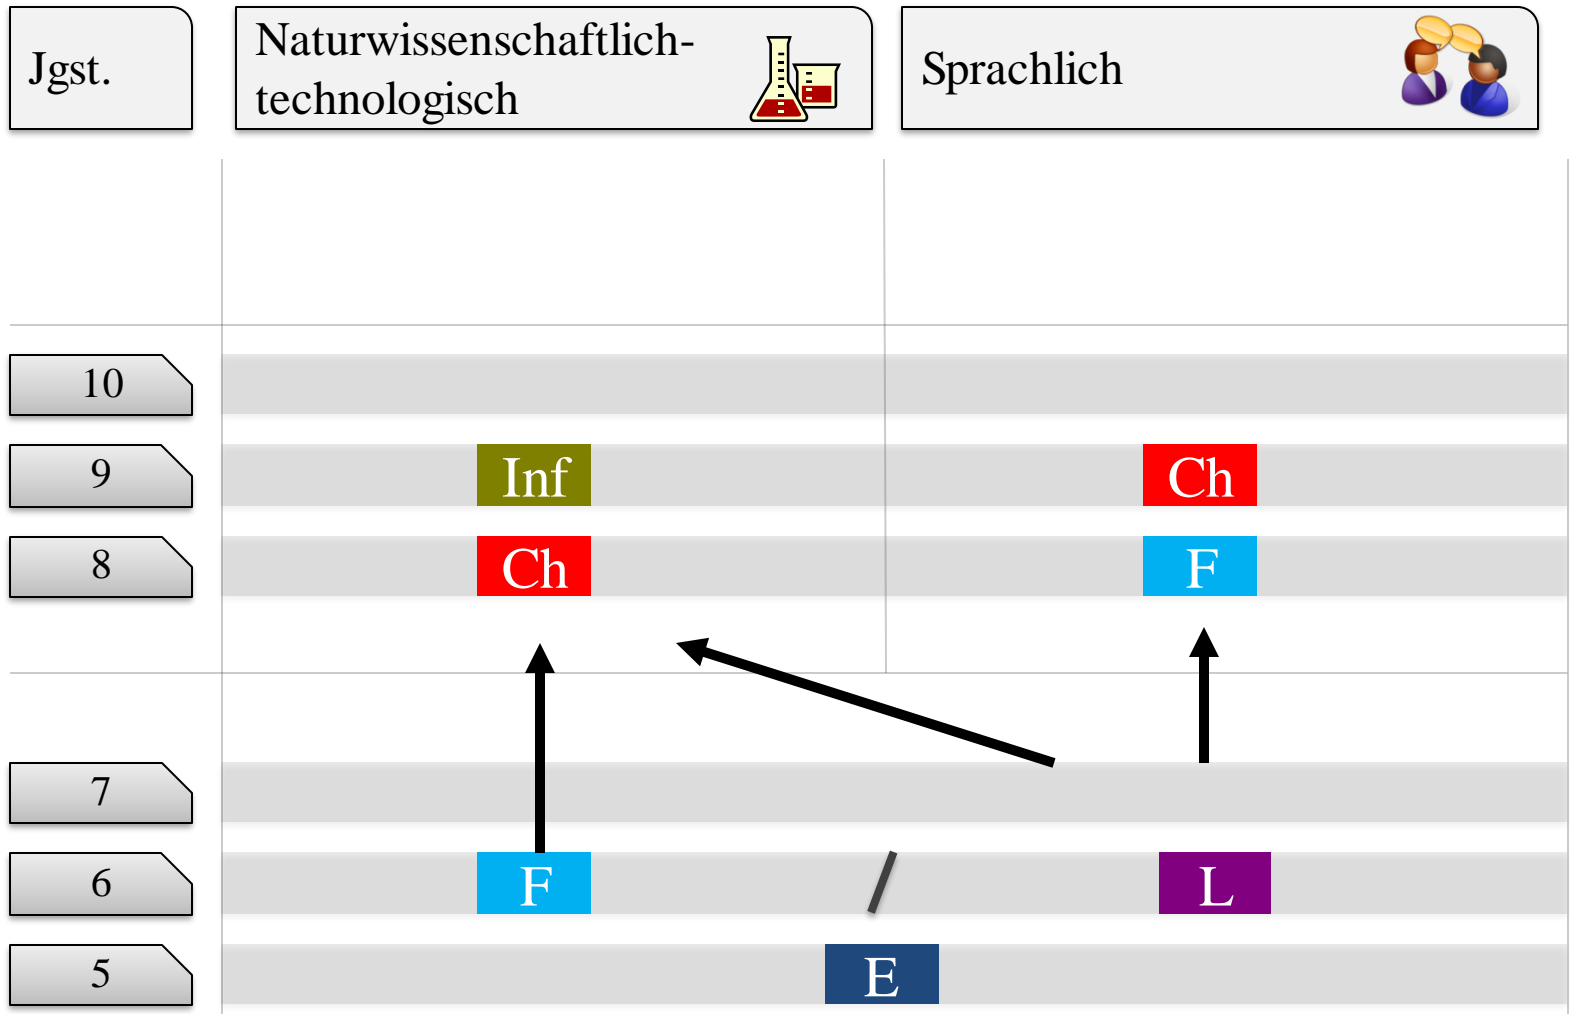 Jgst.
Naturwissenschaftlich-
technologisch
Sprachlich
10
9
Inf
Ch
8
Ch
F
7
6
F
/
L
5
E